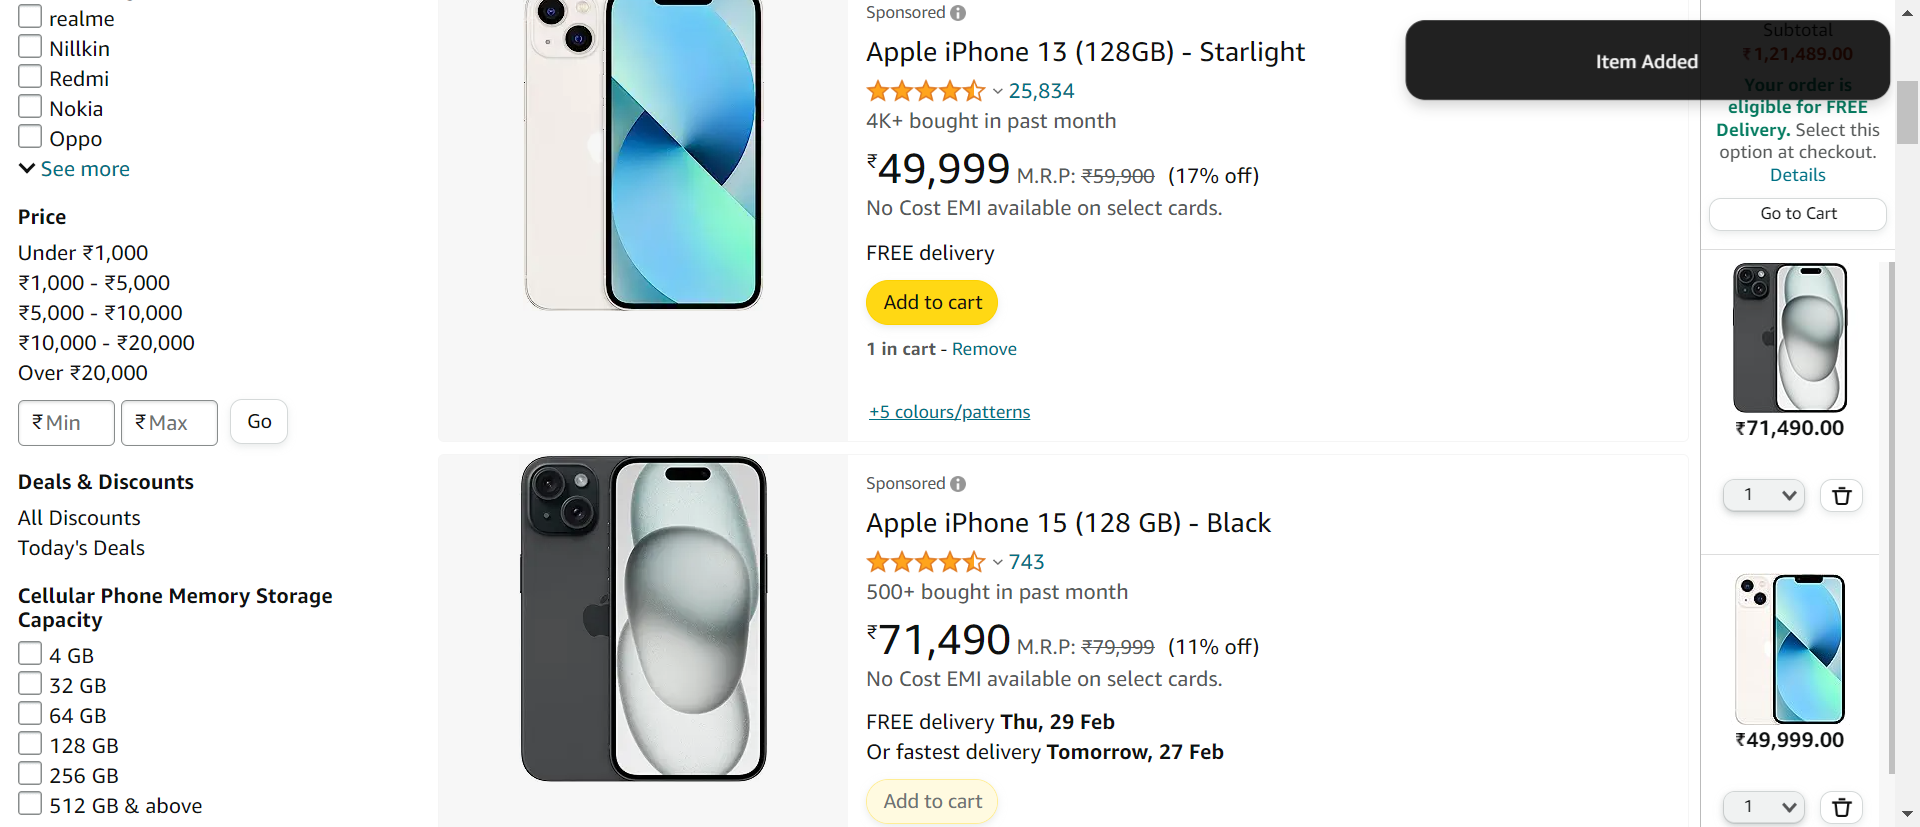 realme
Nillkin
Redmi
Nokia
Oppo
See more
Price
Under ₹1,000
₹1,000 - ₹5,000
₹5,000 - ₹10,000
₹10,000 - ₹20,000
Over ₹20,000
₹ Min ₹ Max Go
Deals & Discounts
All Discounts
Today's Deals
Cellular Phone Memory Storage
Capacity
4 GB
32 GB
64 GB
128 GB
256 GB
512 GB & above
Sponsored
Apple iPhone 13 (128GB) - Starlight
25,834
4K+ bought in past month
₹49,999 M.R.P: ₹59,900 (17% off)
No Cost EMI available on select cards.
FREE delivery
Add to cart
1 in cart - Remove
+5 colours/patterns
Sponsored
Apple iPhone 15 (128 GB) - Black
743
500+ bought in past month
₹71,490 M.R.P: ₹79,999 (11% off)
No Cost EMI available on select cards.
FREE delivery Thu, 29 Feb
Or fastest delivery Tomorrow, 27 Feb
Add to cart
Item Added
Subtotal
₹1,21,489.00
Your order is
eligible for FREE
Delivery. Select this
option at checkout.
Details
Go to Cart
₹71,490.00
1
₹49,999.00
1